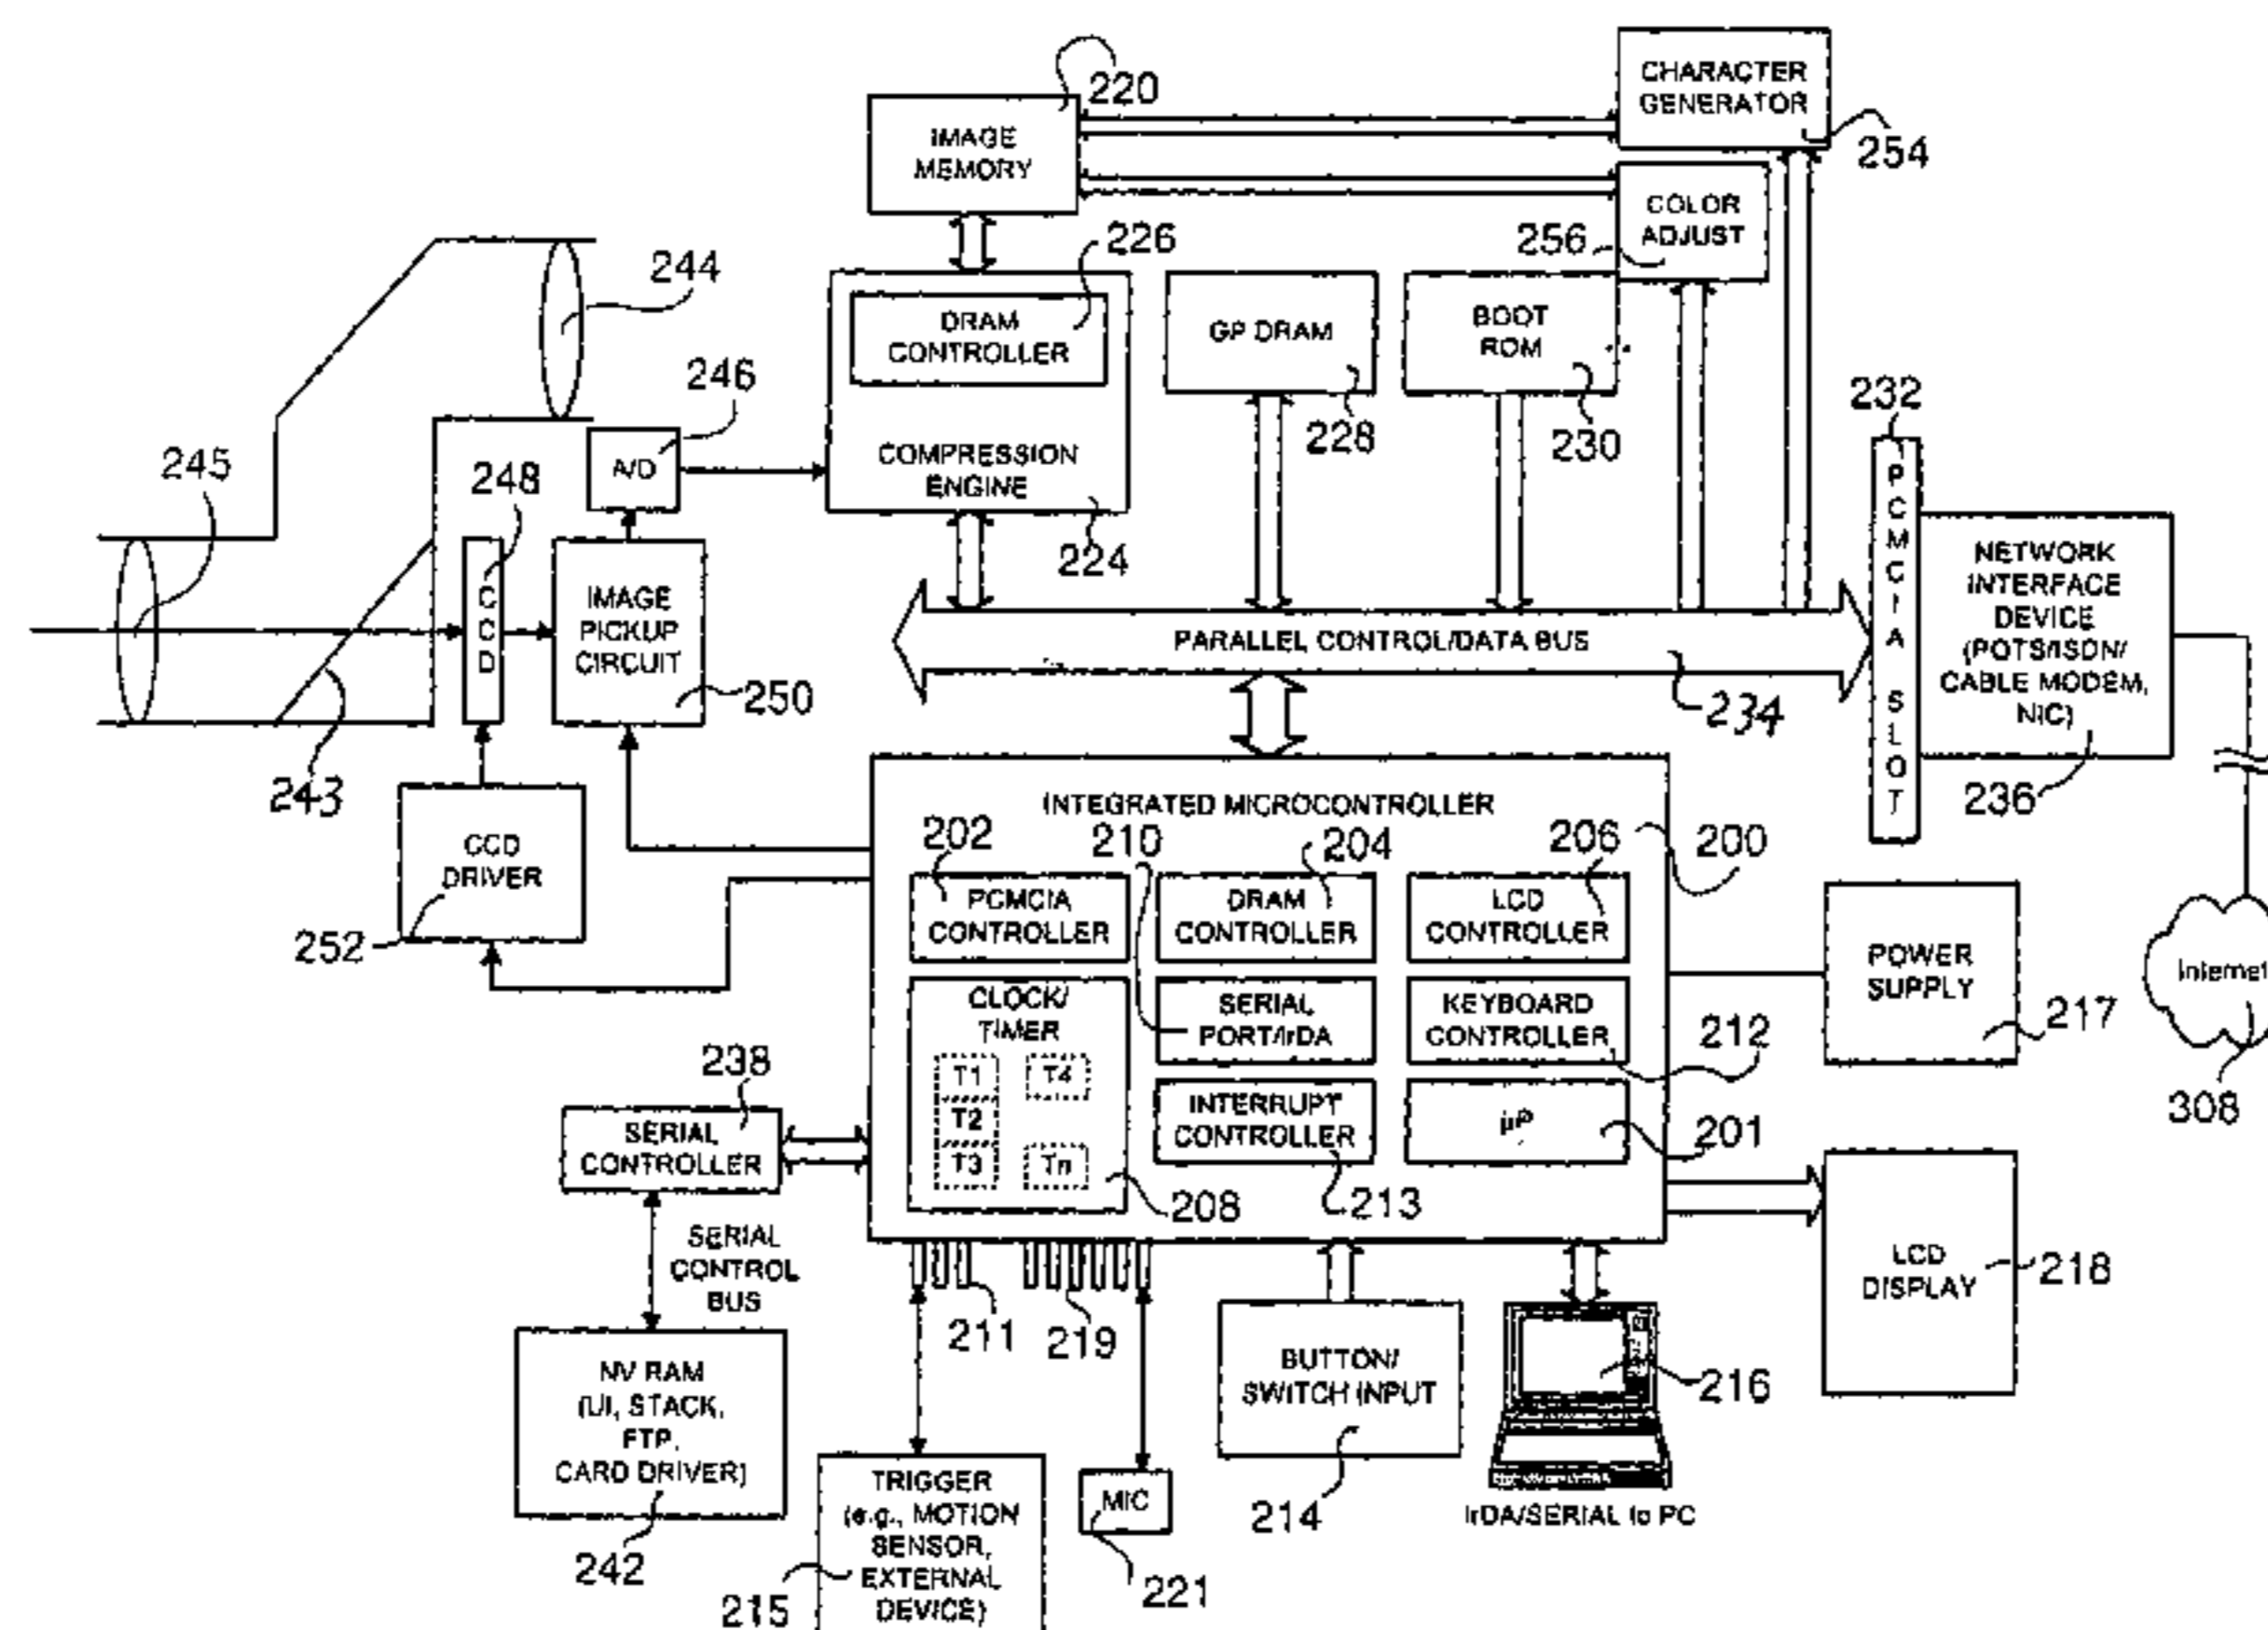 220
CHARACTER
GENERATOR
254
IMAGE
MEMORY
COLOR
ADJUST
256
226
244
DRAM
CONTROLLER
GP DRAM
BOOT
ROM
246
232
228
230
A/D
COMPRESSION
ENGINE
245
248
224
PCMCIA SLOT
NETWORK
INTERFACE
DEVICE
(POTS/ISDN/
CABLE MODEM,
NIC)
CCD
IMAGE
PICKUP
CIRCUIT
250
PARALLEL CONTROL/DATA BUS
234
236
243
INTEGRATED MICROCONTROLLER
202
210
204
206
200
CCD
DRIVER
252
PCMCIA
CONTROLLER
DRAM
CONTROLLER
LCD
CONTROLLER
POWER
SUPPLY
217
Internet
308
CLOCK/
TIMER
SERIAL
PORT/IrDA
KEYBOARD
CONTROLLER
212
T1
T4
T2
T3
Tn
INTERRUPT
CONTROLLER
μP
201
238
SERIAL
CONTROLLER
208
213
SERIAL
CONTROL
BUS
LCD
DISPLAY
218
211
219
NV RAM
(UI, STACK,
FTP,
CARD DRIVER)
242
BUTTON/
SWITCH INPUT
214
216
IrDA/SERIAL to PC
TRIGGER
(e.g., MOTION
SENSOR,
EXTERNAL
DEVICE)
215
MIC
221